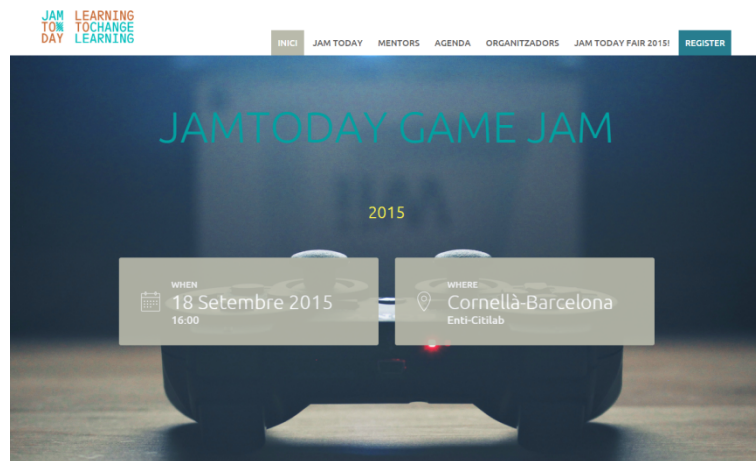 JAM LEARNING
TOW TOCHANGE
DAY LEARNING
INICI JAM TODAY MENTORS AGENDA ORGANITZADORS JAM TODAY FAIR 2015! REGISTER
JAMTODAY GAME JAM
2015
WHEN
18 Setembre 2015
16:00
WHERE
Cornellà-Barcelona
Enti-Citilab